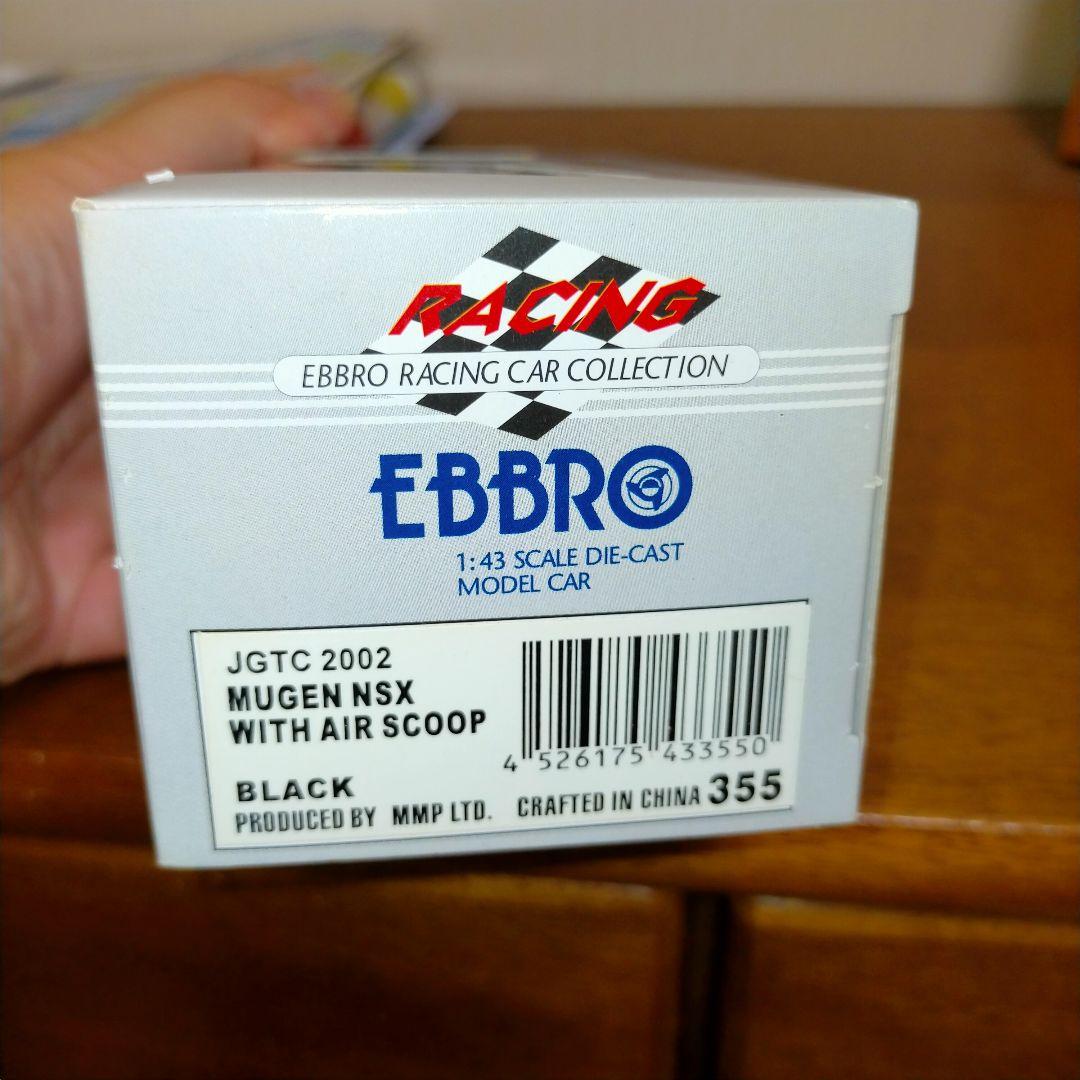 RACING
EBBRO RACING CAR COLLECTION
EBBRO
1:43 SCALE DIE-CAST
MODEL CAR
JGTC 2002
MUGEN NSX
WITH AIR SCOOP
4 526175 433550
BLACK
PRODUCED BY MMP LTD. CRAFTED IN CHINA 355